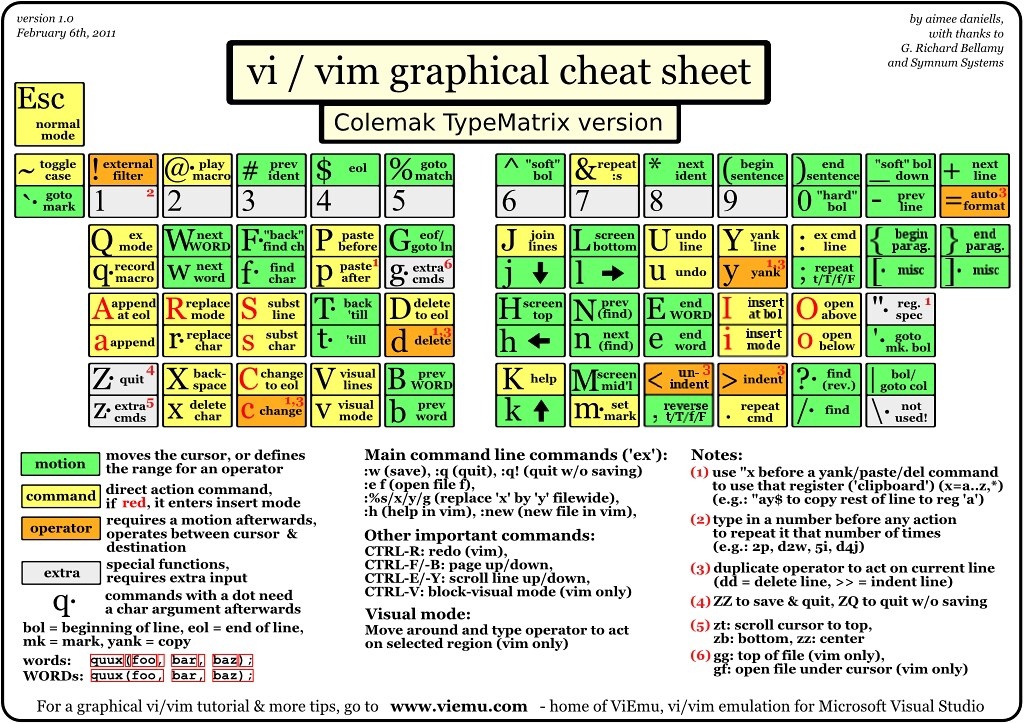 version 1.0
February 6th, 2011
by aimee daniells,
with thanks to
G. Richard Bellamy
and Symnum Systems
vi / vim graphical cheat sheet
Colemak TypeMatrix version
Esc
normal
mode
~ toggle case
! external filter
@· play macro
# prev ident
$ eol
% goto match
^ "soft" bol
& repeat :s
* next ident
( begin sentence
) end sentence
_ "soft" bol down
+ next line
`· goto mark
1 2
2
3
4
5
6
7
8
9
0 "hard" bol
- prev line
= auto format 3
Q ex mode
W next WORD
F· "back" find ch
P paste before
G eof/ goto ln
J join lines
L screen bottom
U undo line
Y yank line
: ex cmd line
{ begin parag.
} end parag.
q· record macro
w next word
f· find char
p paste after 1
g· extra cmds 6
j
l
u undo
y yank 1,3
; repeat t/T/f/F
[· misc
]· misc
A append at eol
R replace mode
S subst line
T· back 'till
D delete to eol
H screen top
N prev (find)
E end WORD
I insert at bol
O open above
"· reg. spec 1
a append
r· replace char
s subst char
t· 'till
d delete 1,3
h
n next (find)
e end word
i insert mode
o open below
'· goto mk. bol
Z· quit 4
X back-space
C change to eol
V visual lines
B prev WORD
K help
M screen mid'l
< un-indent 3
> indent 3
?· find (rev.)
| bol/ goto col
z· extra cmds 5
x delete char
c change 1,3
v visual mode
b prev word
k
m· set mark
, reverse t/T/f/F
. repeat cmd
/· find
\· not used!
motion
moves the cursor, or defines
the range for an operator
command
direct action command,
if red, it enters insert mode
operator
requires a motion afterwards,
operates between cursor &
destination
extra
special functions,
requires extra input
q·
commands with a dot need
a char argument afterwards
bol = beginning of line, eol = end of line,
mk = mark, yank = copy
words: quux(foo, bar, baz);
WORDs: quux(foo, bar, baz);
Main command line commands ('ex'):
:w (save), :q (quit), :q! (quit w/o saving)
:e f (open file f),
:%s/x/y/g (replace 'x' by 'y' filewide),
:h (help in vim), :new (new file in vim),
Other important commands:
CTRL-R: redo (vim),
CTRL-F/-B: page up/down,
CTRL-E/-Y: scroll line up/down,
CTRL-V: block-visual mode (vim only)
Visual mode:
Move around and type operator to act
on selected region (vim only)
Notes:
(1) use "x before a yank/paste/del command
to use that register ('clipboard') (x=a..z,*)
(e.g.: "ay$ to copy rest of line to reg 'a')
(2) type in a number before any action
to repeat it that number of times
(e.g.: 2p, d2w, 5i, d4j)
(3) duplicate operator to act on current line
(dd = delete line, >> = indent line)
(4) ZZ to save & quit, ZQ to quit w/o saving
(5) zt: scroll cursor to top,
zb: bottom, zz: center
(6) gg: top of file (vim only),
gf: open file under cursor (vim only)
For a graphical vi/vim tutorial & more tips, go to www.viemu.com - home of ViEmu, vi/vim emulation for Microsoft Visual Studio